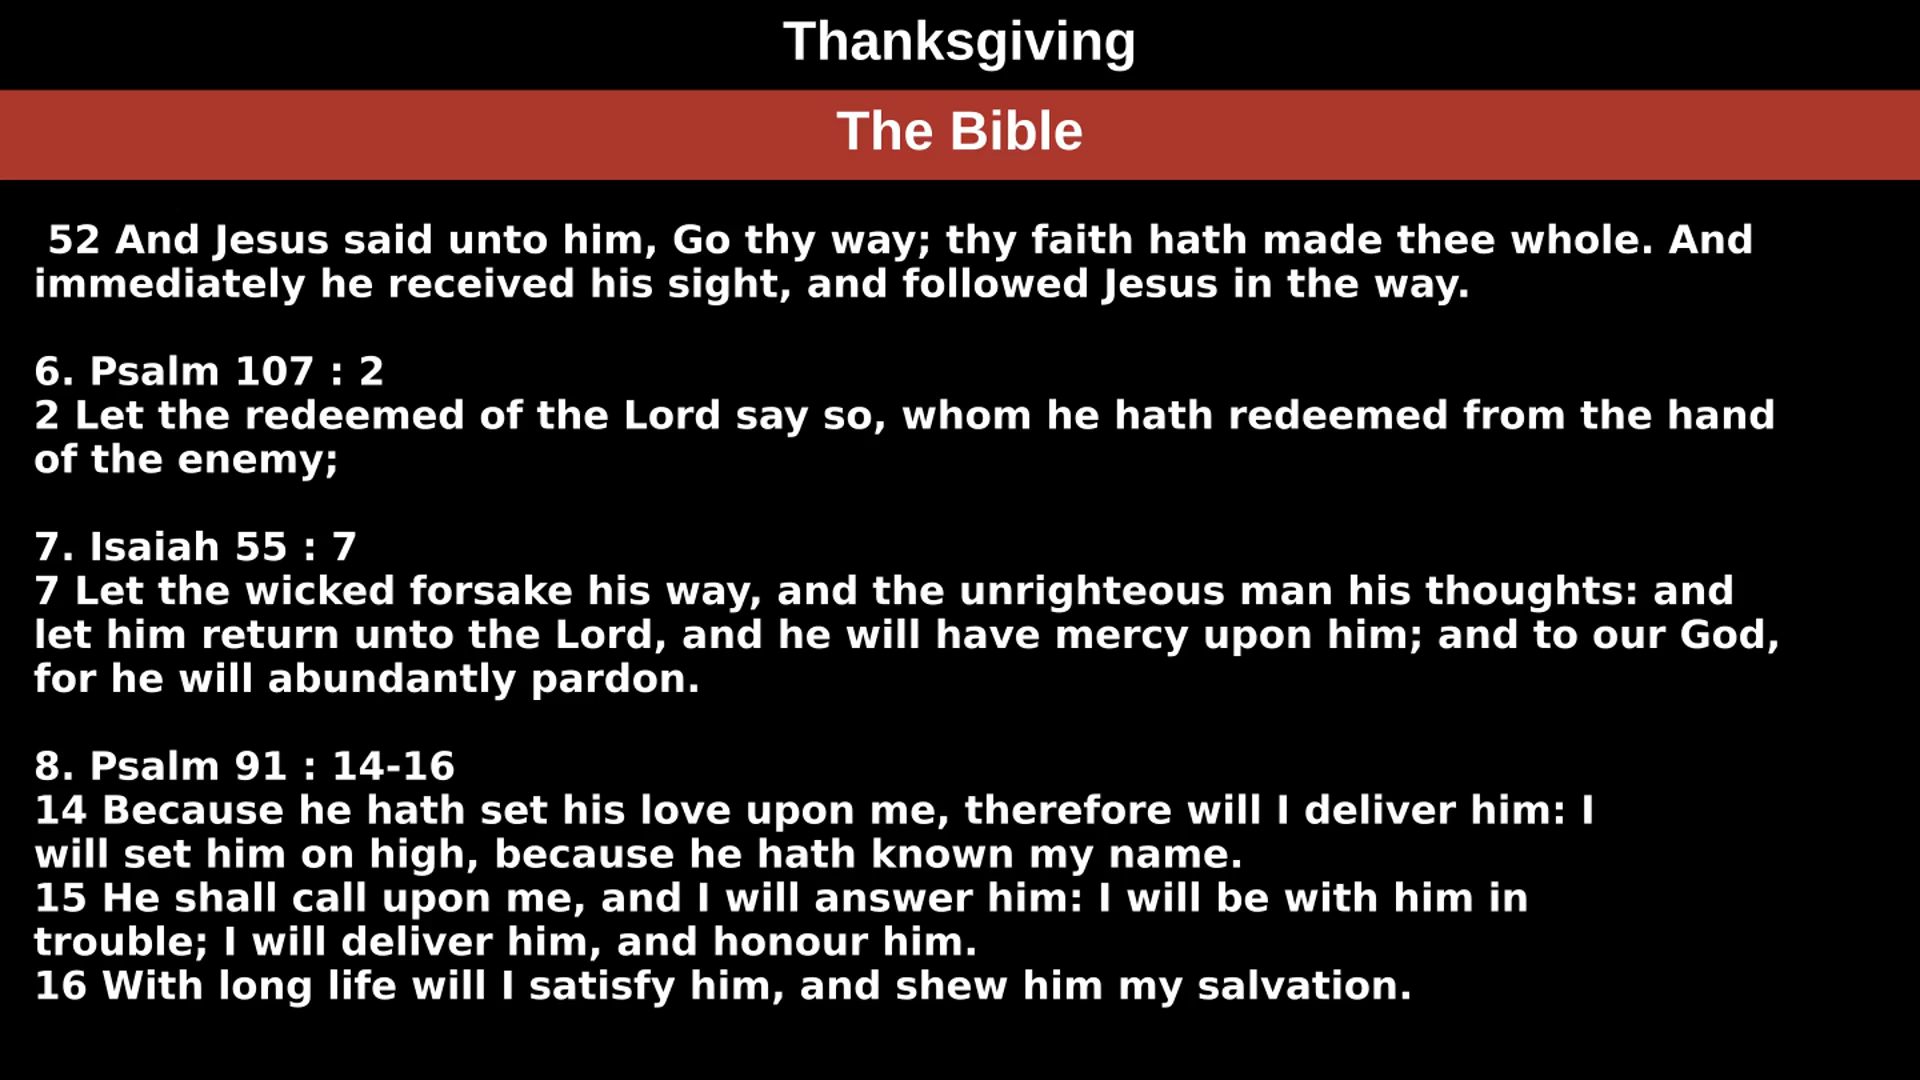 Thanksgiving
The Bible
52 And Jesus said unto him, Go thy way; thy faith hath made thee whole. And
immediately he received his sight, and followed Jesus in the way.
6. Psalm 107 : 2
2 Let the redeemed of the Lord say so, whom he hath redeemed from the hand
of the enemy;
7. Isaiah 55 : 7
7 Let the wicked forsake his way, and the unrighteous man his thoughts: and
let him return unto the Lord, and he will have mercy upon him; and to our God,
for he will abundantly pardon.
8. Psalm 91 : 14-16
14 Because he hath set his love upon me, therefore will I deliver him: I
will set him on high, because he hath known my name.
15 He shall call upon me, and I will answer him: I will be with him in
trouble; I will deliver him, and honour him.
16 With long life will I satisfy him, and shew him my salvation.